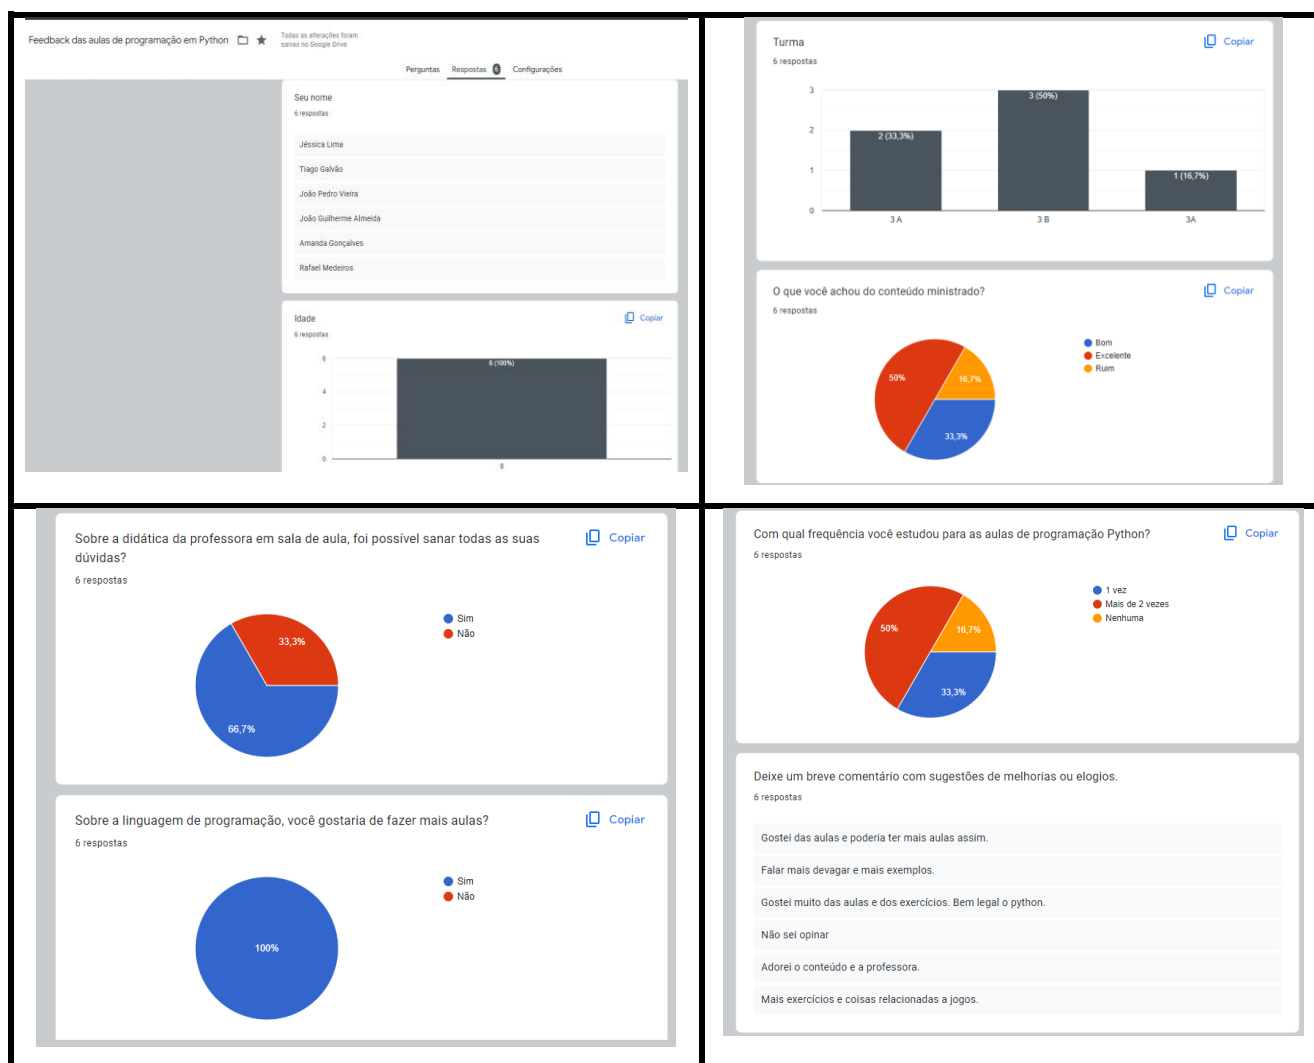 Feedback das aulas de programação em Python
Todas as alterações foram
salvas no Google Drive
Perguntas Respostas 6 Configurações
Seu nome
6 respostas
Jéssica Lima
Tiago Galvão
João Pedro Vieira
João Guilherme Almeida
Amanda Gonçalves
Rafael Medeiros
Idade
Copiar
6 respostas
6
4
2
0
6 (100%)
8
Turma
Copiar
6 respostas
3
2
1
0
2 (33,3%)
3 (50%)
1 (16,7%)
3 A
3 B
3A
O que você achou do conteúdo ministrado?
Copiar
6 respostas
50%
16,7%
33,3%
Bom
Excelente
Ruim
Sobre a didática da professora em sala de aula, foi possível sanar todas as suas
dúvidas?
Copiar
6 respostas
33,3%
66,7%
Sim
Não
Sobre a linguagem de programação, você gostaria de fazer mais aulas?
Copiar
6 respostas
100%
Sim
Não
Com qual frequência você estudou para as aulas de programação Python?
Copiar
6 respostas
50%
16,7%
33,3%
1 vez
Mais de 2 vezes
Nenhuma
Deixe um breve comentário com sugestões de melhorias ou elogios.
6 respostas
Gostei das aulas e poderia ter mais aulas assim.
Falar mais devagar e mais exemplos.
Gostei muito das aulas e dos exercícios. Bem legal o python.
Não sei opinar
Adorei o conteúdo e a professora.
Mais exercícios e coisas relacionadas a jogos.